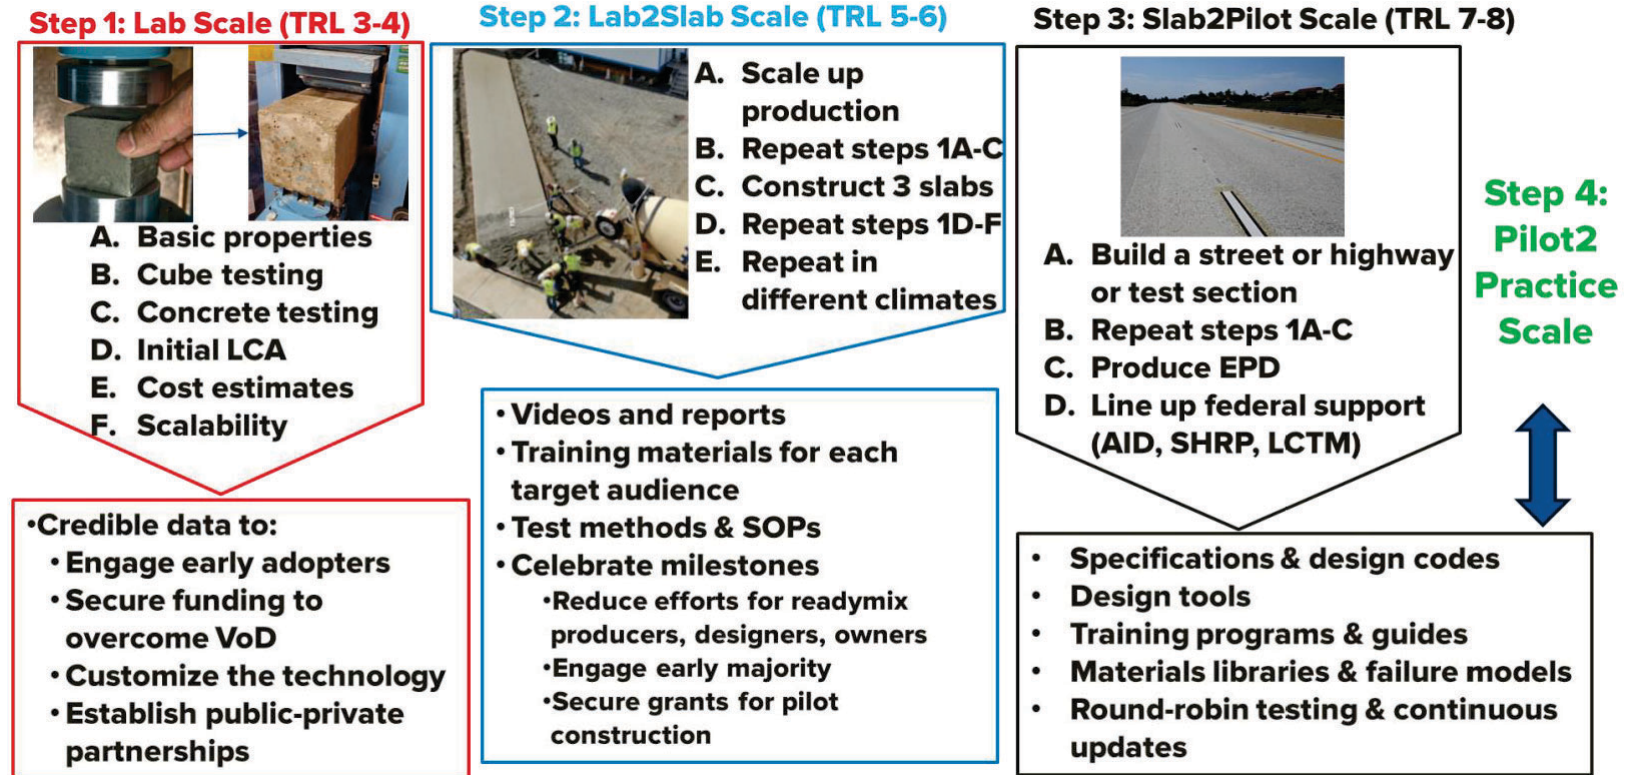 Step 1: Lab Scale (TRL 3-4)
A. Basic properties
B. Cube testing
C. Concrete testing
D. Initial LCA
E. Cost estimates
F. Scalability
•Credible data to:
•Engage early adopters
•Secure funding to
overcome VoD
•Customize the technology
•Establish public-private
partnerships
Step 2: Lab2Slab Scale (TRL 5-6)
A. Scale up
production
B. Repeat steps 1A-C
C. Construct 3 slabs
D. Repeat steps 1D-F
E. Repeat in
different climates
•Videos and reports
•Training materials for each
target audience
•Test methods & SOPs
•Celebrate milestones
•Reduce efforts for readymix
producers, designers, owners
•Engage early majority
•Secure grants for pilot
construction
Step 3: Slab2Pilot Scale (TRL 7-8)
A. Build a street or highway
or test section
B. Repeat steps 1A-C
C. Produce EPD
D. Line up federal support
(AID, SHRP, LCTM)
• Specifications & design codes
• Design tools
• Training programs & guides
• Materials libraries & failure models
• Round-robin testing & continuous
updates
Step 4:
Pilot2
Practice
Scale